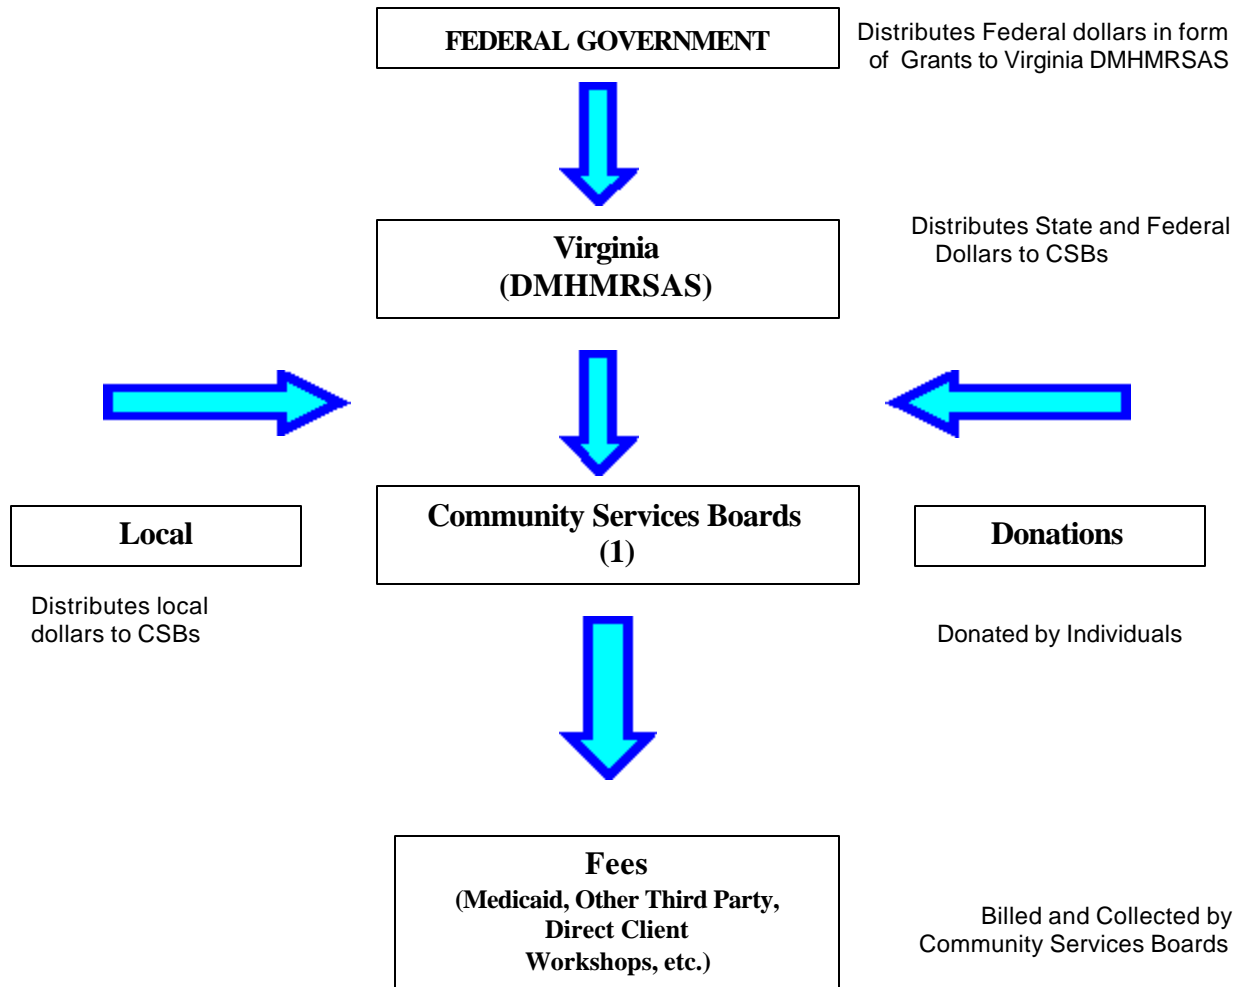 FEDERAL GOVERNMENT
Distributes Federal dollars in form
of Grants to Virginia DMHMRSAS
Virginia
(DMHMRSAS)
Distributes State and Federal
Dollars to CSBs
Local
Community Services Boards
(1)
Donations
Distributes local
dollars to CSBs
Donated by Individuals
Fees
(Medicaid, Other Third Party,
Direct Client
Workshops, etc.)
Billed and Collected by
Community Services Boards